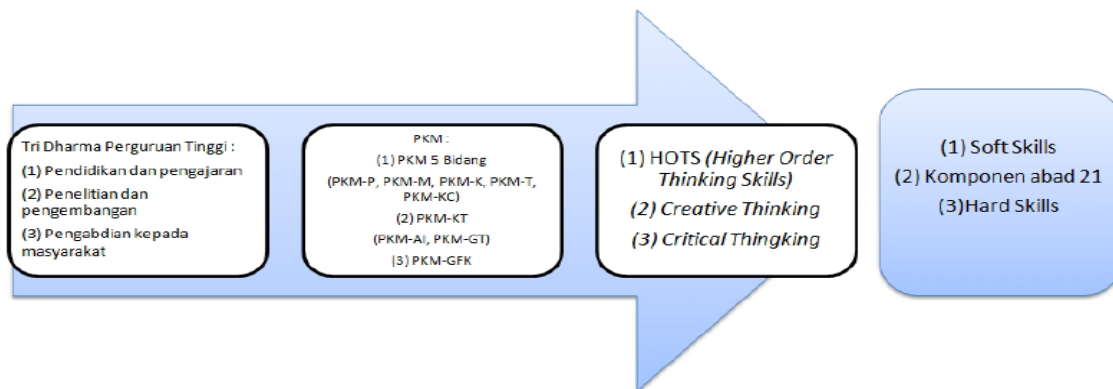 Tri Dharma Perguruan Tinggi :
(1) Pendidikan dan pengajaran
(2) Penelitian dan
pengembangan
(3) Pengabdian kepada
masyarakat
PKM :
(1) PKM 5 Bidang
(PKM-P, PKM-M, PKM-K, PKM-T,
PKM-KC)
(2) PKM-KT
(PKM-AI, PKM-GT)
(3) PKM-GFK
(1) HOTS (Higher Order
Thinking Skills)
(2) Creative Thinking
(3) Critical Thingking
(1) Soft Skills
(2) Komponen abad 21
(3)Hard Skills